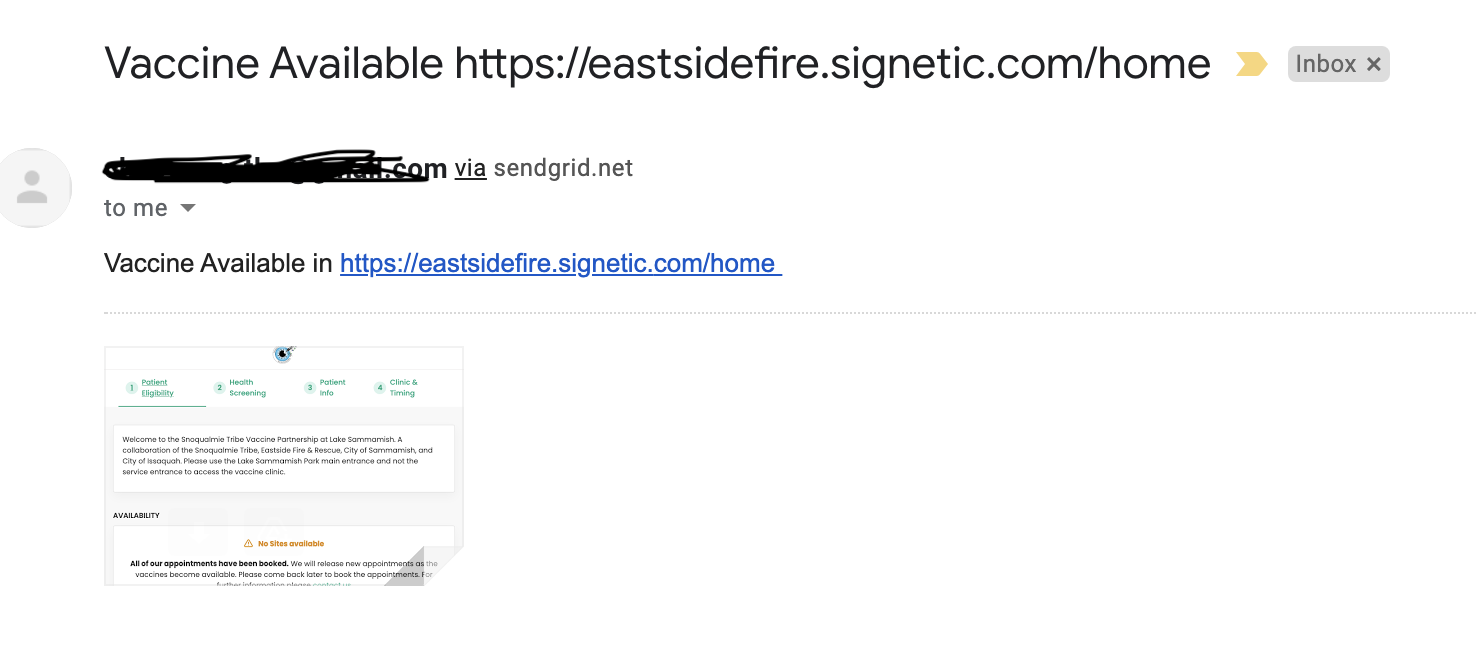 Vaccine Available https://eastsidefire.signetic.com/home Inbox ×
.com via sendgrid.net
to me
Vaccine Available in https://eastsidefire.signetic.com/home
1 Patient Eligibility 2 Health Screening 3 Patient Info 4 Clinic & Timing
Welcome to the Snoqualmie Tribe Vaccine Partnership at Lake Sammamish. A
collaboration of the Snoqualmie Tribe, Eastside Fire & Rescue, City of Sammamish, and
City of Issaquah. Please use the Lake Sammamish Park main entrance and not the
service entrance to access the vaccine clinic.
AVAILABILITY
No Sites available
All of our appointments have been booked. We will release new appointments as the
vaccines become available. Please come back later to book the appointments. For
further information please contact us